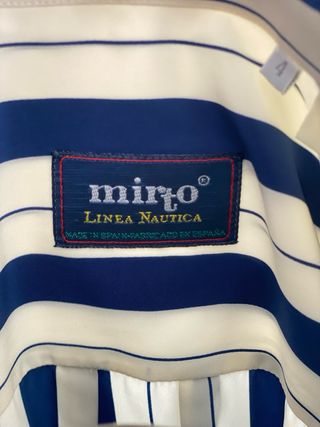 4
mirto®
LINEA NAUTICA
MADE IN SPAIN-FABRICADO EN ESPAÑA